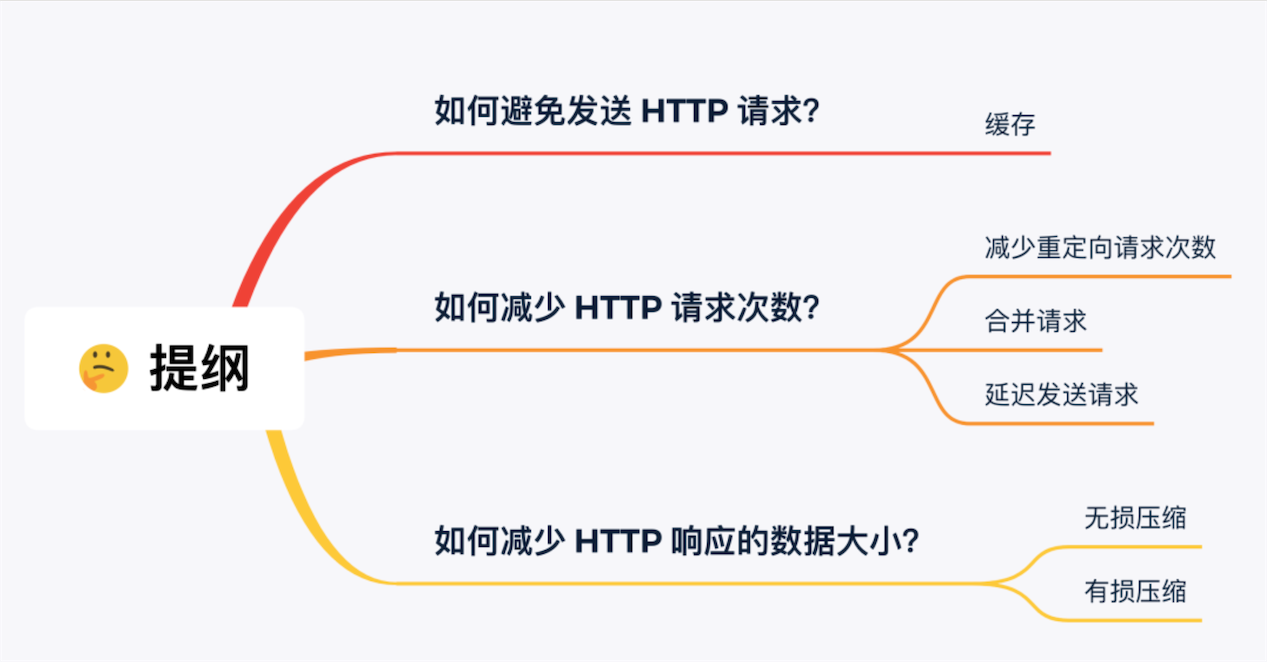 提纲
如何避免发送 HTTP 请求?
缓存
如何减少 HTTP 请求次数?
减少重定向请求次数
合并请求
延迟发送请求
如何减少 HTTP 响应的数据大小?
无损压缩
有损压缩